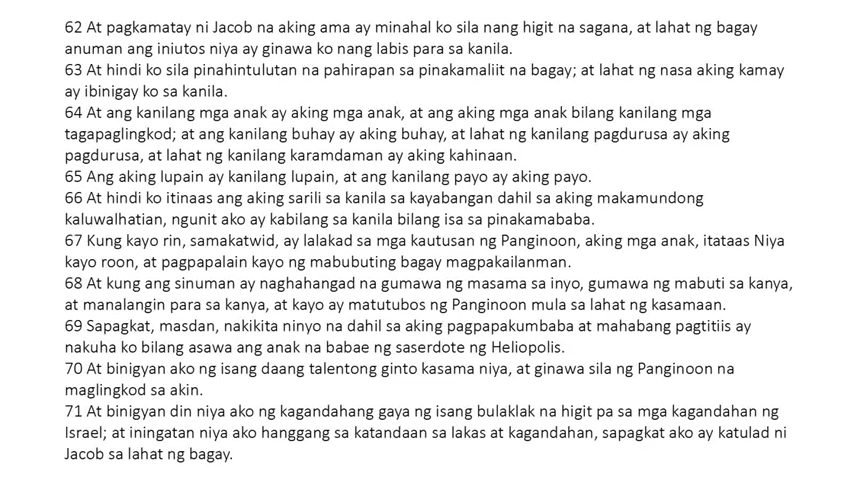 62 At pagkamatay ni Jacob na aking ama ay minahal ko sila nang higit na sagana, at lahat ng bagay
anuman ang iniutos niya ay ginawa ko nang labis para sa kanila.
63 At hindi ko sila pinahintulutan na pahirapan sa pinakamaliit na bagay; at lahat ng nasa aking kamay
ay ibinigay ko sa kanila.
64 At ang kanilang mga anak ay aking mga anak, at ang aking mga anak bilang kanilang mga
tagapaglingkod; at ang kanilang buhay ay aking buhay, at lahat ng kanilang pagdurusa ay aking
pagdurusa, at lahat ng kanilang karamdaman ay aking kahinaan.
65 Ang aking lupain ay kanilang lupain, at ang kanilang payo ay aking payo.
66 At hindi ko itinaas ang aking sarili sa kanila sa kayabangan dahil sa aking makamundong
kaluwalhatian, ngunit ako ay kabilang sa kanila bilang isa sa pinakamababa.
67 Kung kayo rin, samakatwid, ay lalakad sa mga kautusan ng Panginoon, aking mga anak, itataas Niya
kayo roon, at pagpapalain kayo ng mabubuting bagay magpakailanman.
68 At kung ang sinuman ay naghahangad na gumawa ng masama sa inyo, gumawa ng mabuti sa kanya,
at manalangin para sa kanya, at kayo ay matutubos ng Panginoon mula sa lahat ng kasamaan.
69 Sapagkat, masdan, nakikita ninyo na dahil sa aking pagpapakumbaba at mahabang pagtitiis ay
nakuha ko bilang asawa ang anak na babae ng saserdote ng Heliopolis.
70 At binigyan ako ng isang daang talentong ginto kasama niya, at ginawa sila ng Panginoon na
maglingkod sa akin.
71 At binigyan din niya ako ng kagandahang gaya ng isang bulaklak na higit pa sa mga kagandahan ng
Israel; at iningatan niya ako hanggang sa katandaan sa lakas at kagandahan, sapagkat ako ay katulad ni
Jacob sa lahat ng bagay.